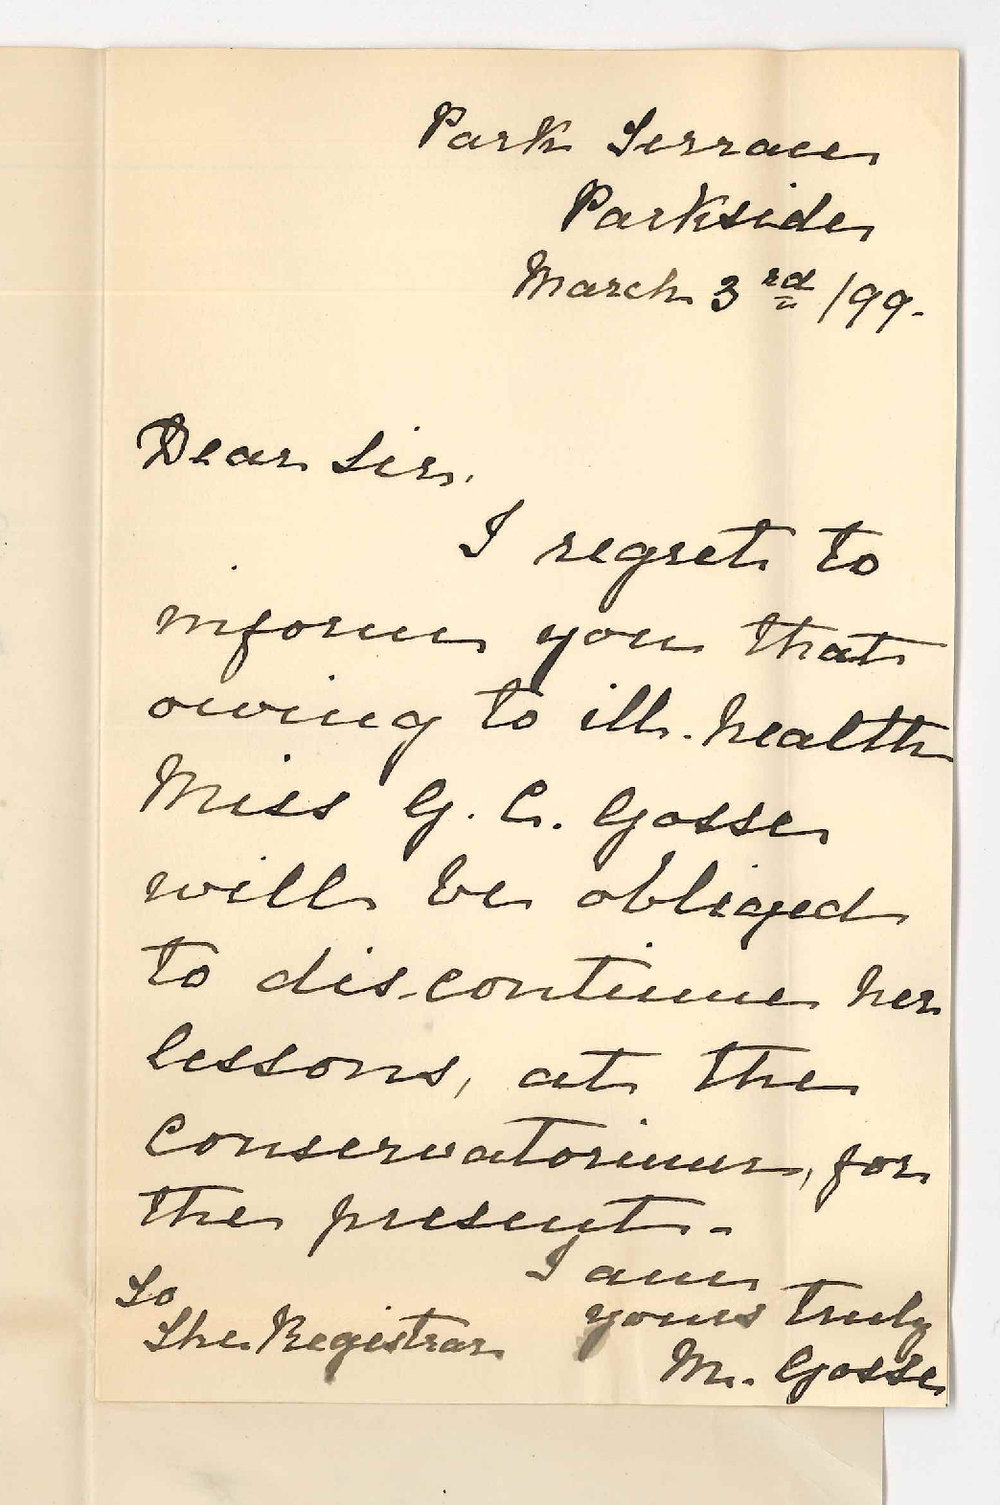 Park Terrace
Parkside
March 3rd /99.
Dear Sir,
I regret to
inform you that
owing to ill-health
Miss G. C. Gosse
will be obliged
to dis-continue her
lessons, at the
Conservatorium, for
the present-
I am
yours truly
M. Gosse
To
The Registrar